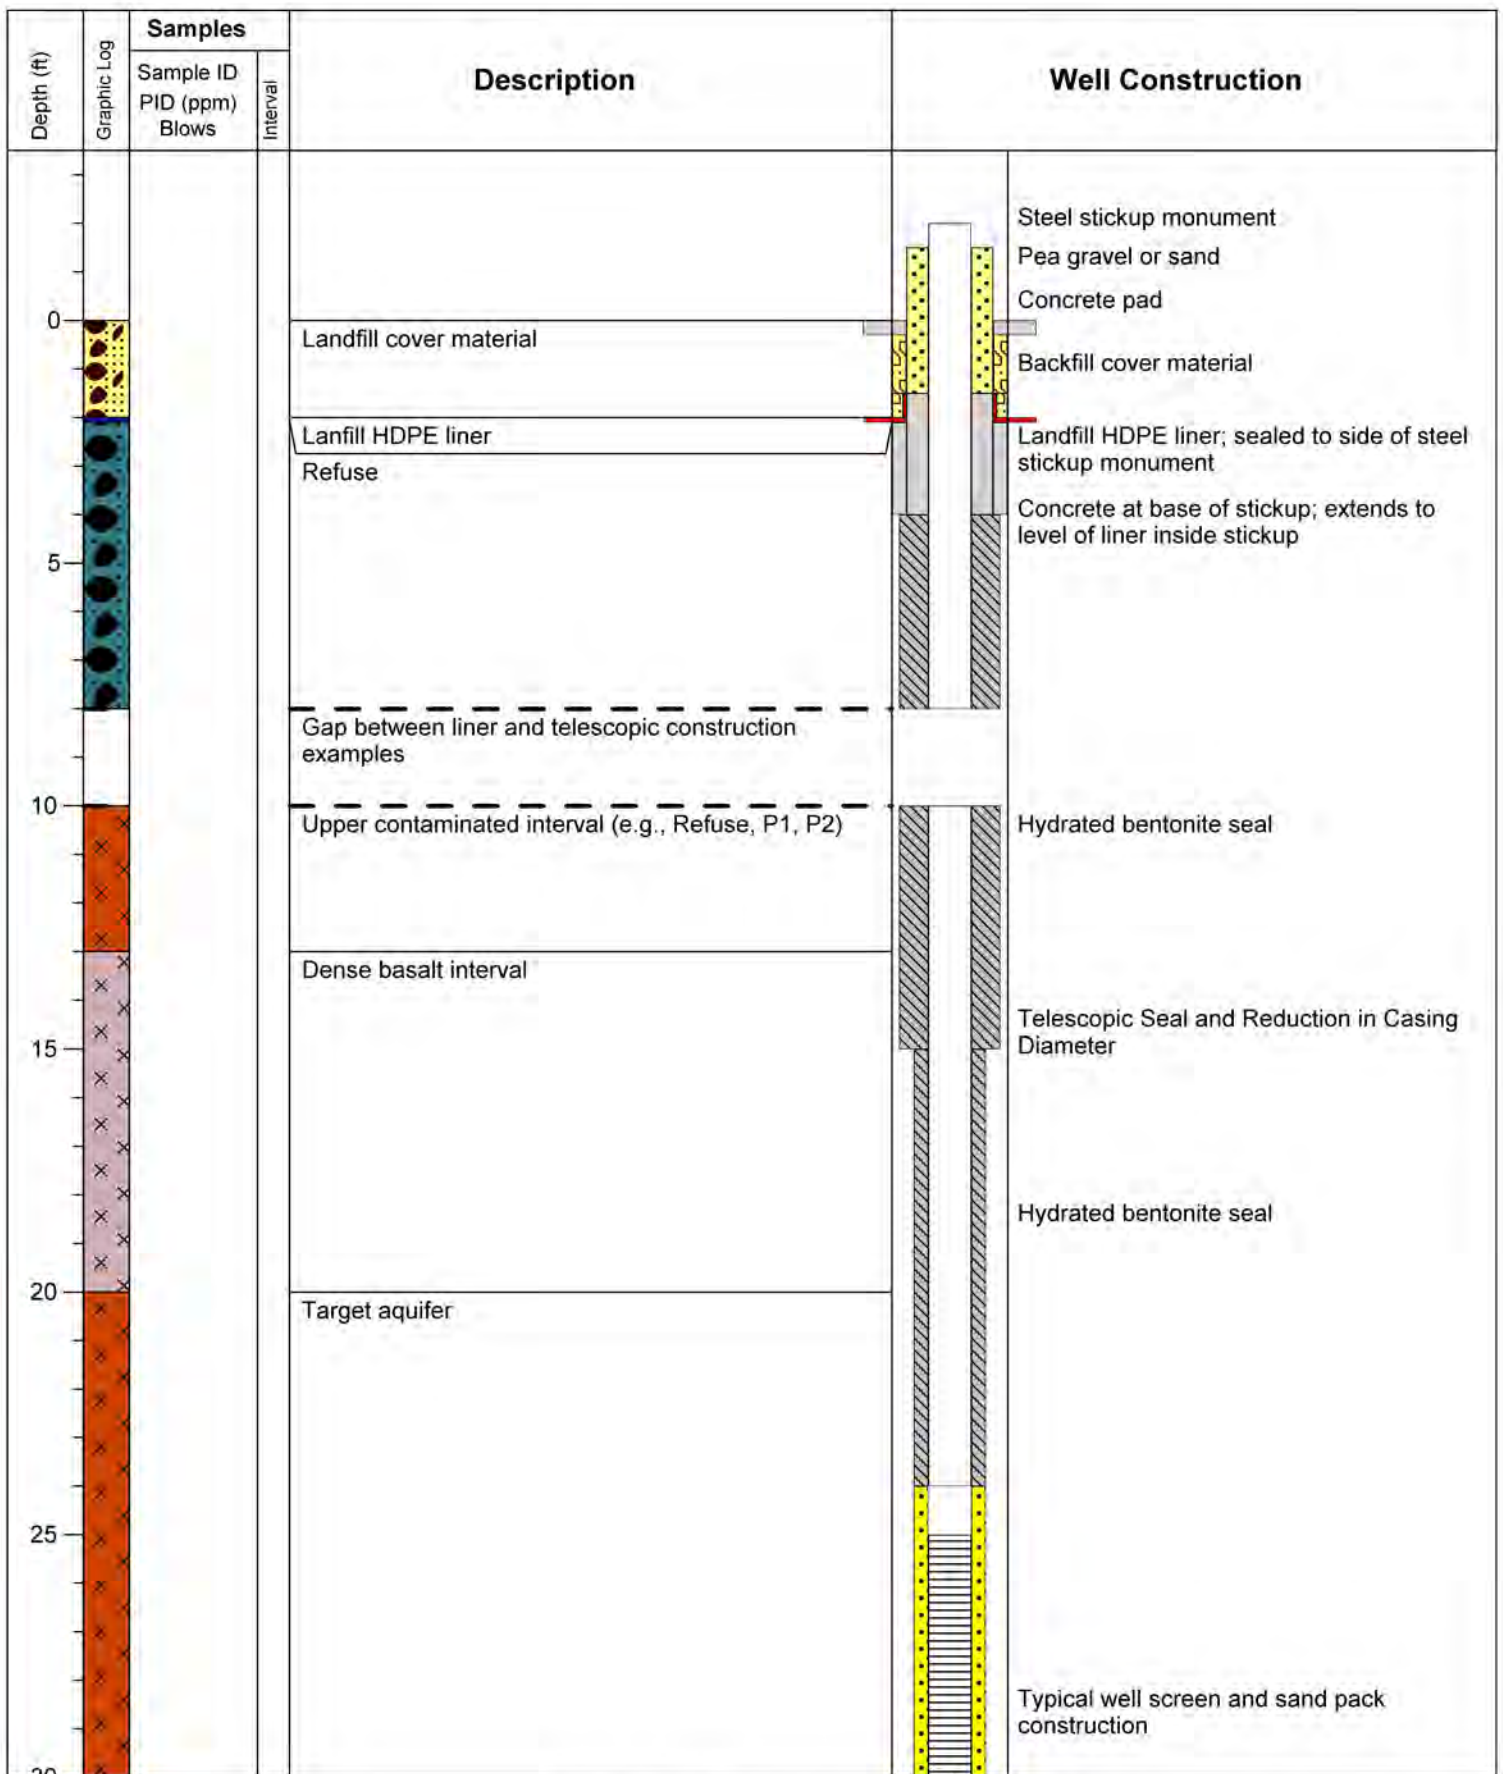 Depth (ft)
Graphic Log
Samples
Sample ID
PID (ppm)
Blows
Interval
Description
Well Construction
Steel stickup monument
Pea gravel or sand
Concrete pad
0
Landfill cover material
Backfill cover material
Lanfill HDPE liner
Landfill HDPE liner; sealed to side of steel
stickup monument
Refuse
Concrete at base of stickup; extends to
level of liner inside stickup
5
Gap between liner and telescopic construction
examples
10
Upper contaminated interval (e.g., Refuse, P1, P2)
Hydrated bentonite seal
Dense basalt interval
Telescopic Seal and Reduction in Casing
Diameter
15
Hydrated bentonite seal
20
Target aquifer
25
Typical well screen and sand pack
construction